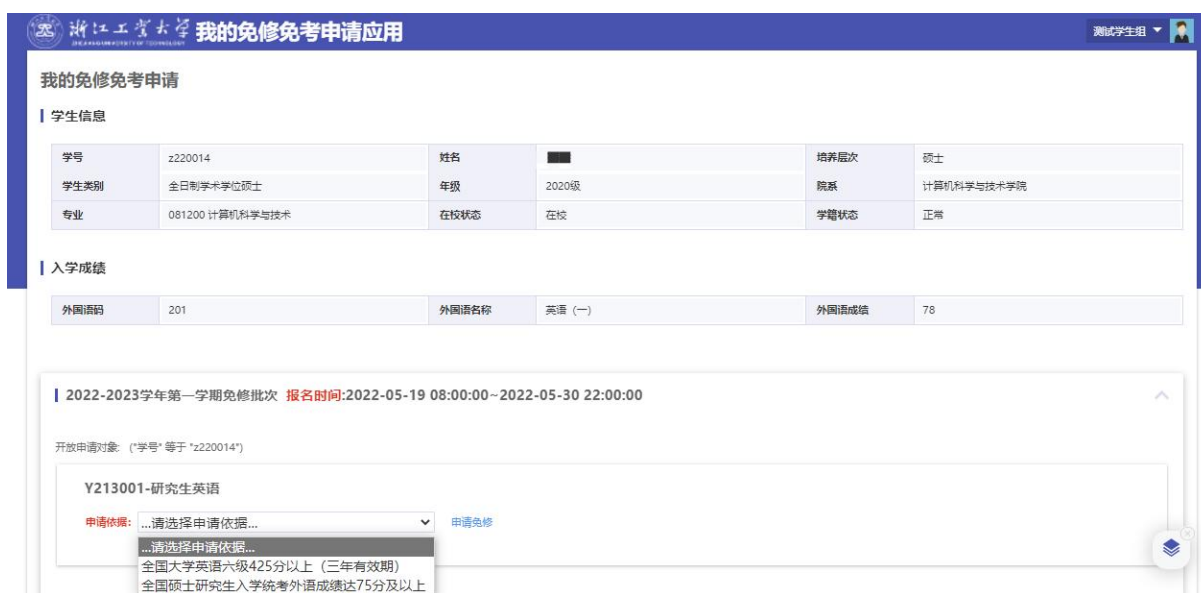 浙江工业大学 我的免修免考申请应用 测试学生组
ZHEJIANG UNIVERSITY OF TECHNOLOGY
我的免修免考申请
学生信息
学号 z220014 姓名 培养层次 硕士
学生类别 全日制学术学位硕士 年级 2020级 院系 计算机科学与技术学院
专业 081200 计算机科学与技术 在校状态 在校 学籍状态 正常
入学成绩
外国语码 201 外国语名称 英语（一） 外国语成绩 78
2022-2023学年第一学期免修批次 报名时间:2022-05-19 08:00:00~2022-05-30 22:00:00
开放申请对象: ("学号" 等于 "z220014")
Y213001-研究生英语
申请依据: ...请选择申请依据... 申请免修
...请选择申请依据...
全国大学英语六级425分以上（三年有效期）
全国硕士研究生入学统考外语成绩达75分及以上